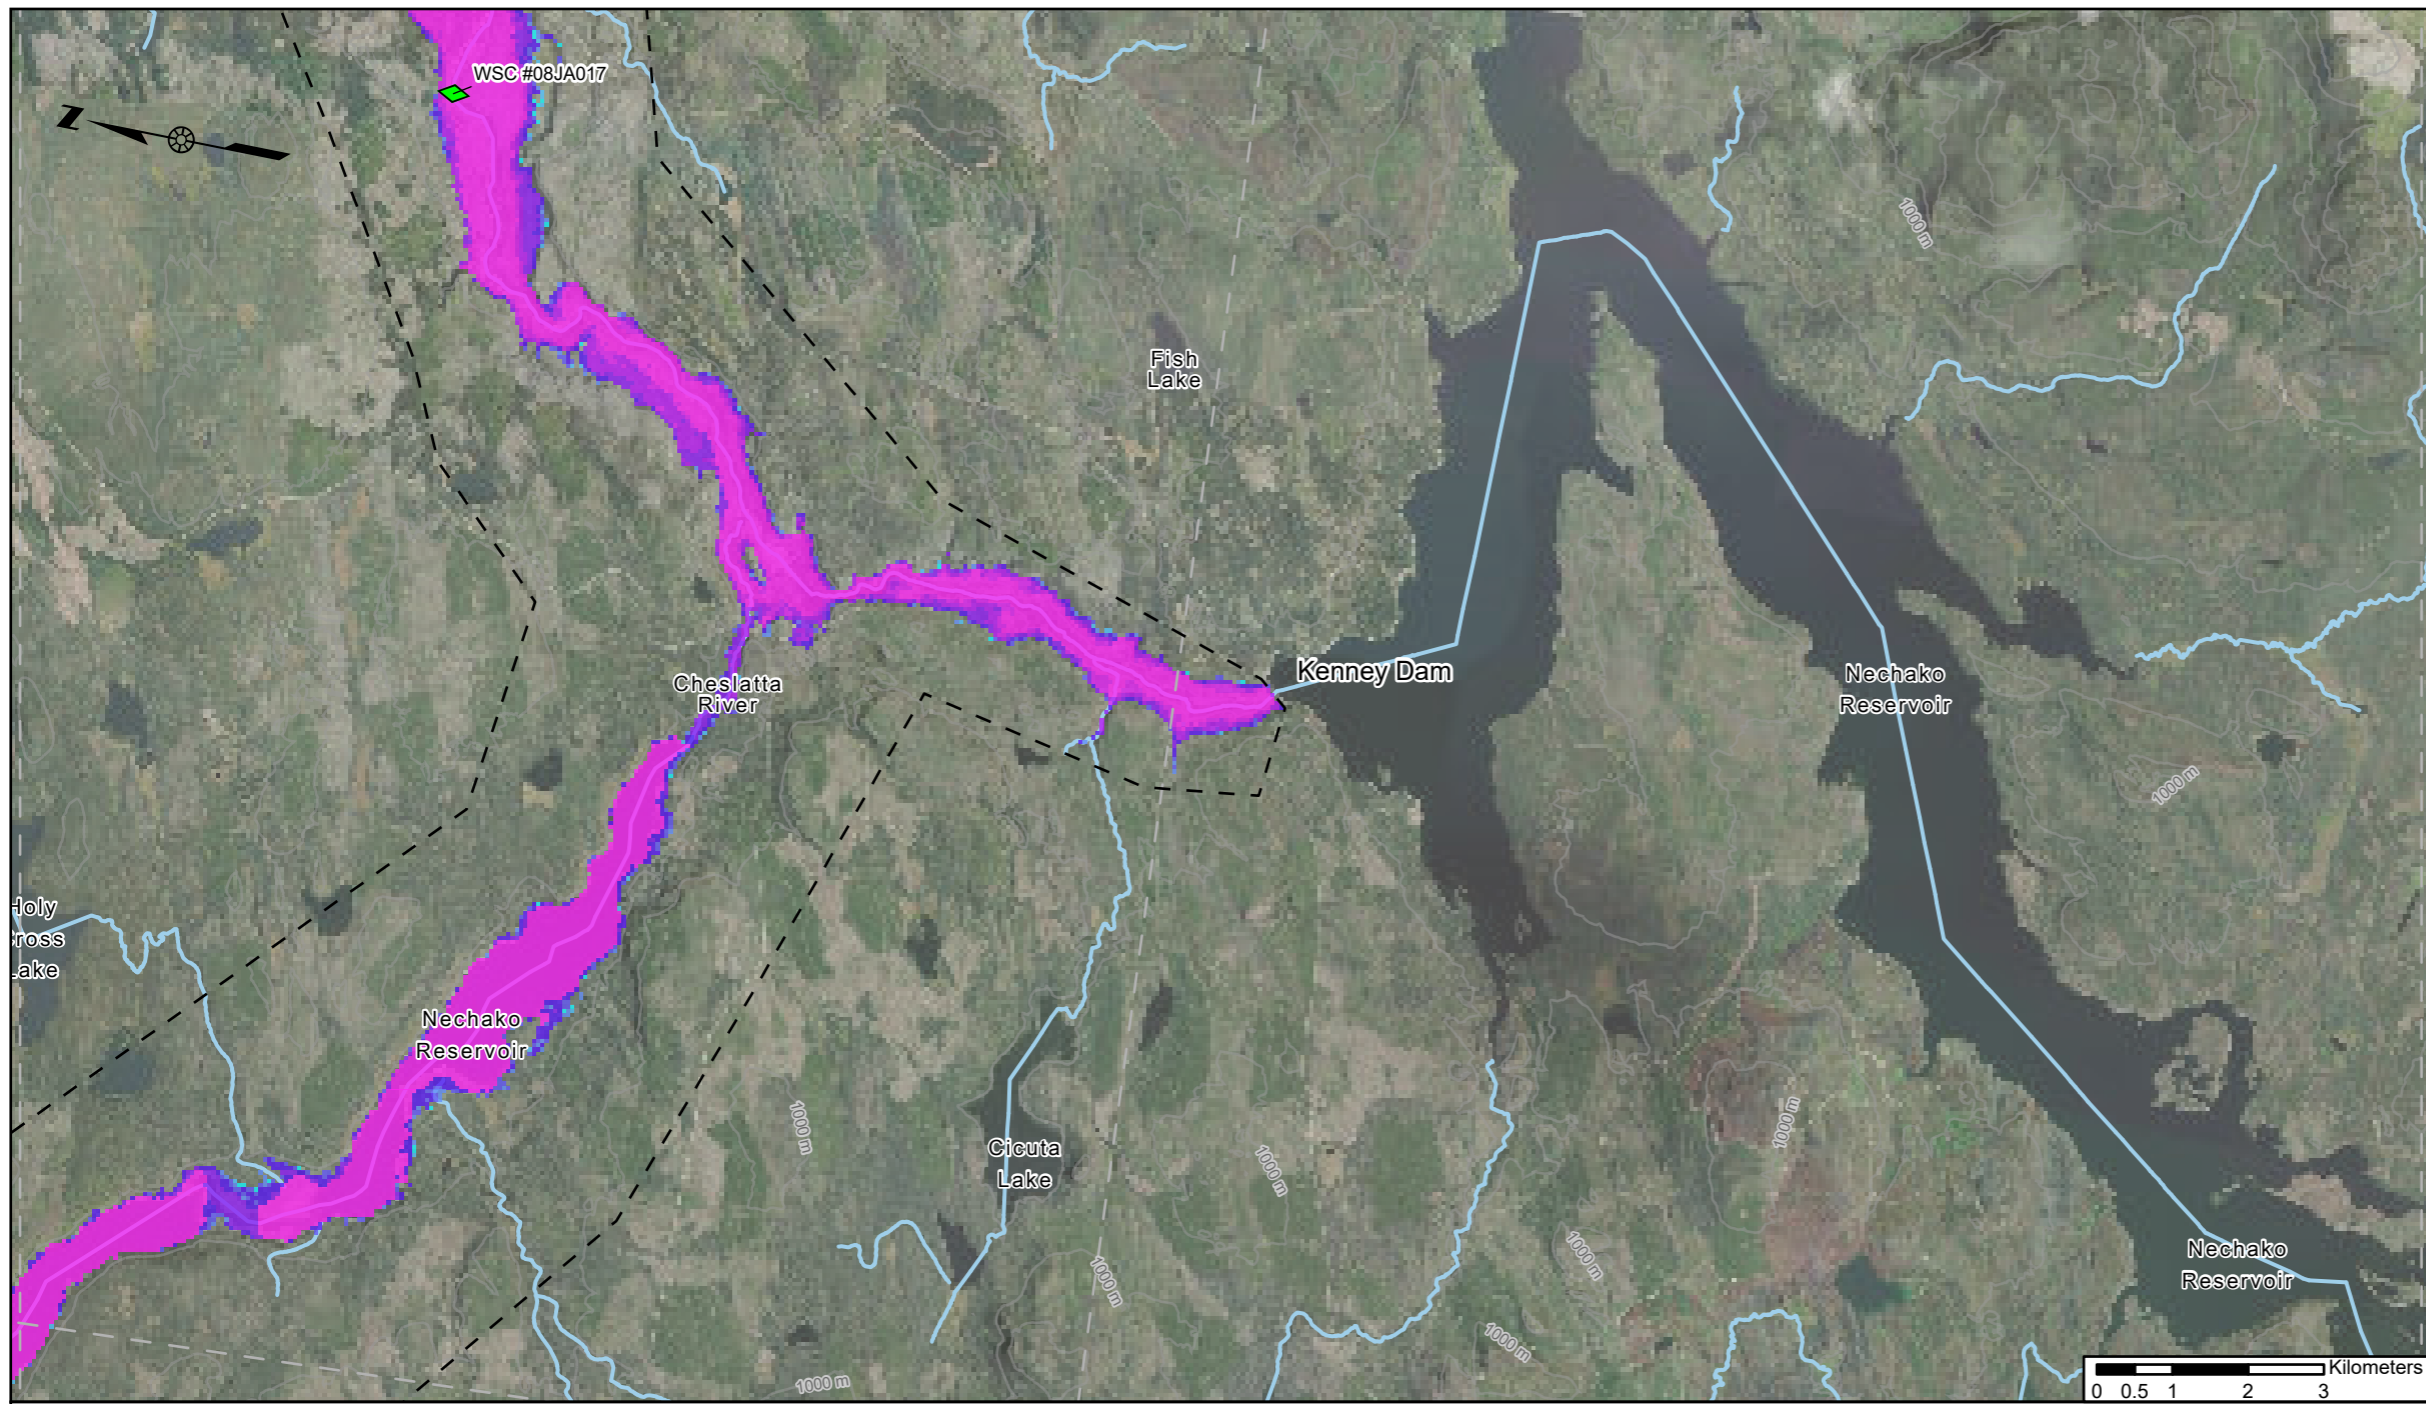 WSC #08JA017
Z
1000 m
Fish
Lake
Kenney Dam
Nechako
Reservoir
Cheslatta
River
1000 m
Holy
ross
Lake
Nechako
Reservoir
1000 m
1000 m
1000 m
Cicuta
Lake
1000 m
1000 m
Nechako
Reservoir
1000 m
1000 m
Kilometers
0 0.5 1 2 3